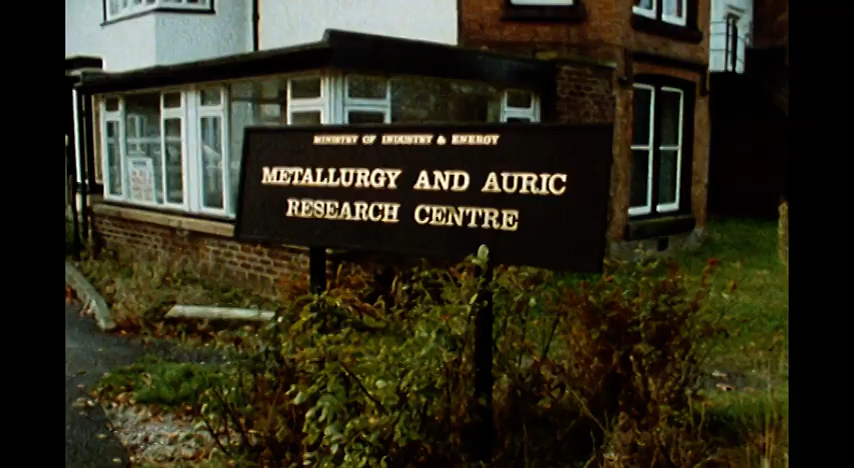 MINISTRY OF INDUSTRY & ENERGY
METALLURGY AND AURIC
RESEARCH CENTRE